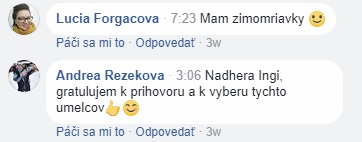 Lucia Forgacova · 7:23 Mam zimomriavky 🙂
Páči sa mi to · Odpovedať · 3w
Andrea Rezekova · 3:06 Nadhera Ingi,
gratulujem k prihovoru a k vyberu tychto
umelcov👍😊
Páči sa mi to · Odpovedať · 3w